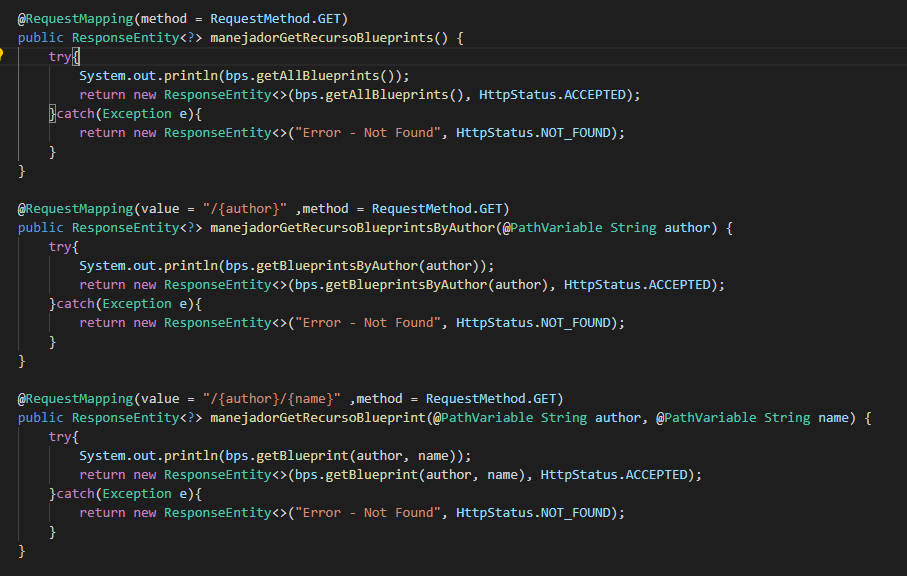 @RequestMapping(method = RequestMethod.GET)
public ResponseEntity<?> manejadorGetRecursoBlueprints() {
try{
System.out.println(bps.getAllBlueprints());
return new ResponseEntity<>(bps.getAllBlueprints(), HttpStatus.ACCEPTED);
}catch(Exception e){
return new ResponseEntity<>("Error - Not Found", HttpStatus.NOT_FOUND);
}
}
@RequestMapping(value = "/{author}" ,method = RequestMethod.GET)
public ResponseEntity<?> manejadorGetRecursoBlueprintsByAuthor(@PathVariable String author) {
try{
System.out.println(bps.getBlueprintsByAuthor(author));
return new ResponseEntity<>(bps.getBlueprintsByAuthor(author), HttpStatus.ACCEPTED);
}catch(Exception e){
return new ResponseEntity<>("Error - Not Found", HttpStatus.NOT_FOUND);
}
}
@RequestMapping(value = "/{author}/{name}" ,method = RequestMethod.GET)
public ResponseEntity<?> manejadorGetRecursoBlueprint(@PathVariable String author, @PathVariable String name) {
try{
System.out.println(bps.getBlueprint(author, name));
return new ResponseEntity<>(bps.getBlueprint(author, name), HttpStatus.ACCEPTED);
}catch(Exception e){
return new ResponseEntity<>("Error - Not Found", HttpStatus.NOT_FOUND);
}
}